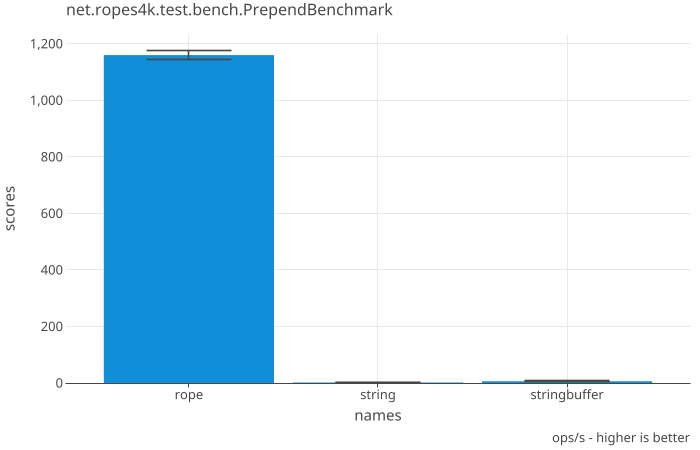 net.ropes4k.test.bench.PrependBenchmark
1,200
1,000
800
600
400
200
0
scores
rope string stringbuffer
names
ops/s - higher is better